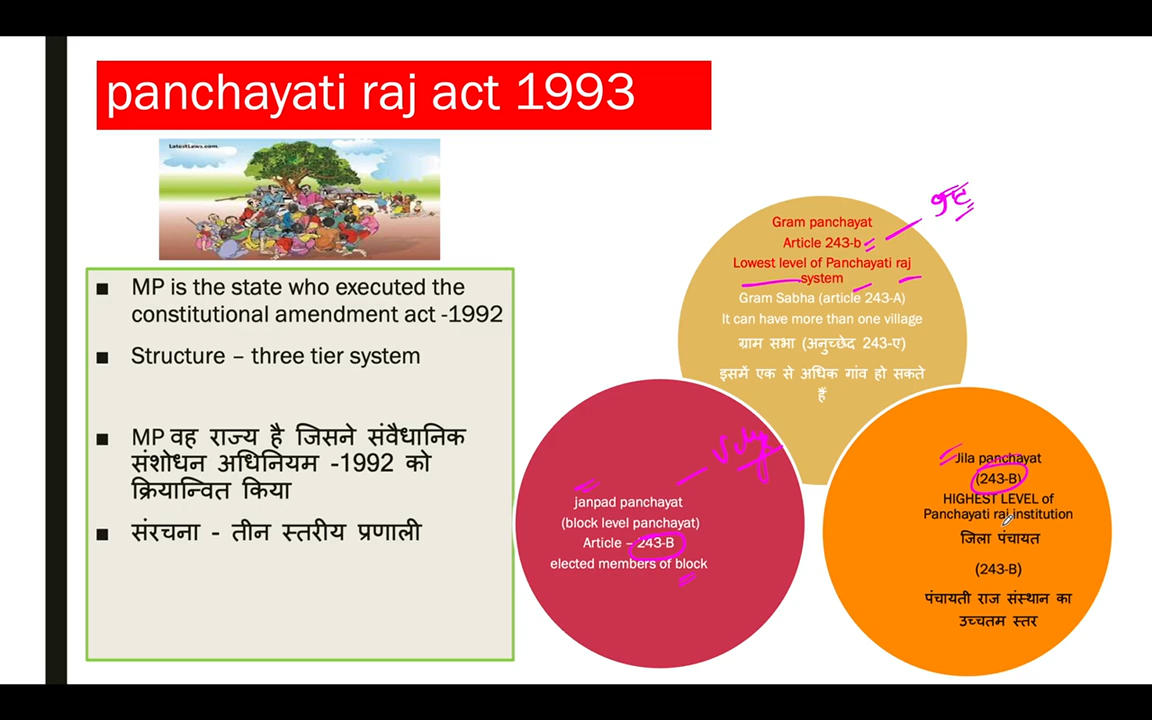 panchayati raj act 1993
LatestLaws.com
MP is the state who executed the
constitutional amendment act -1992
Structure – three tier system
MP वह राज्य है जिसने संवैधानिक
संशोधन अधिनियम -1992 को
क्रियान्वित किया
संरचना - तीन स्तरीय प्रणाली
Gram panchayat
Article 243-b
Lowest level of Panchayati raj
system
Gram Sabha (article 243-A)
It can have more than one village
ग्राम सभा (अनुच्छेद 243-ए)
इसमें एक से अधिक गांव हो सकते
हैं
janpad panchayat
(block level panchayat)
Article – 243-B
elected members of block
Jila panchayat
(243-B)
HIGHEST LEVEL of
Panchayati raj institution
जिला पंचायत
(243-B)
पंचायती राज संस्थान का
उच्चतम स्तर